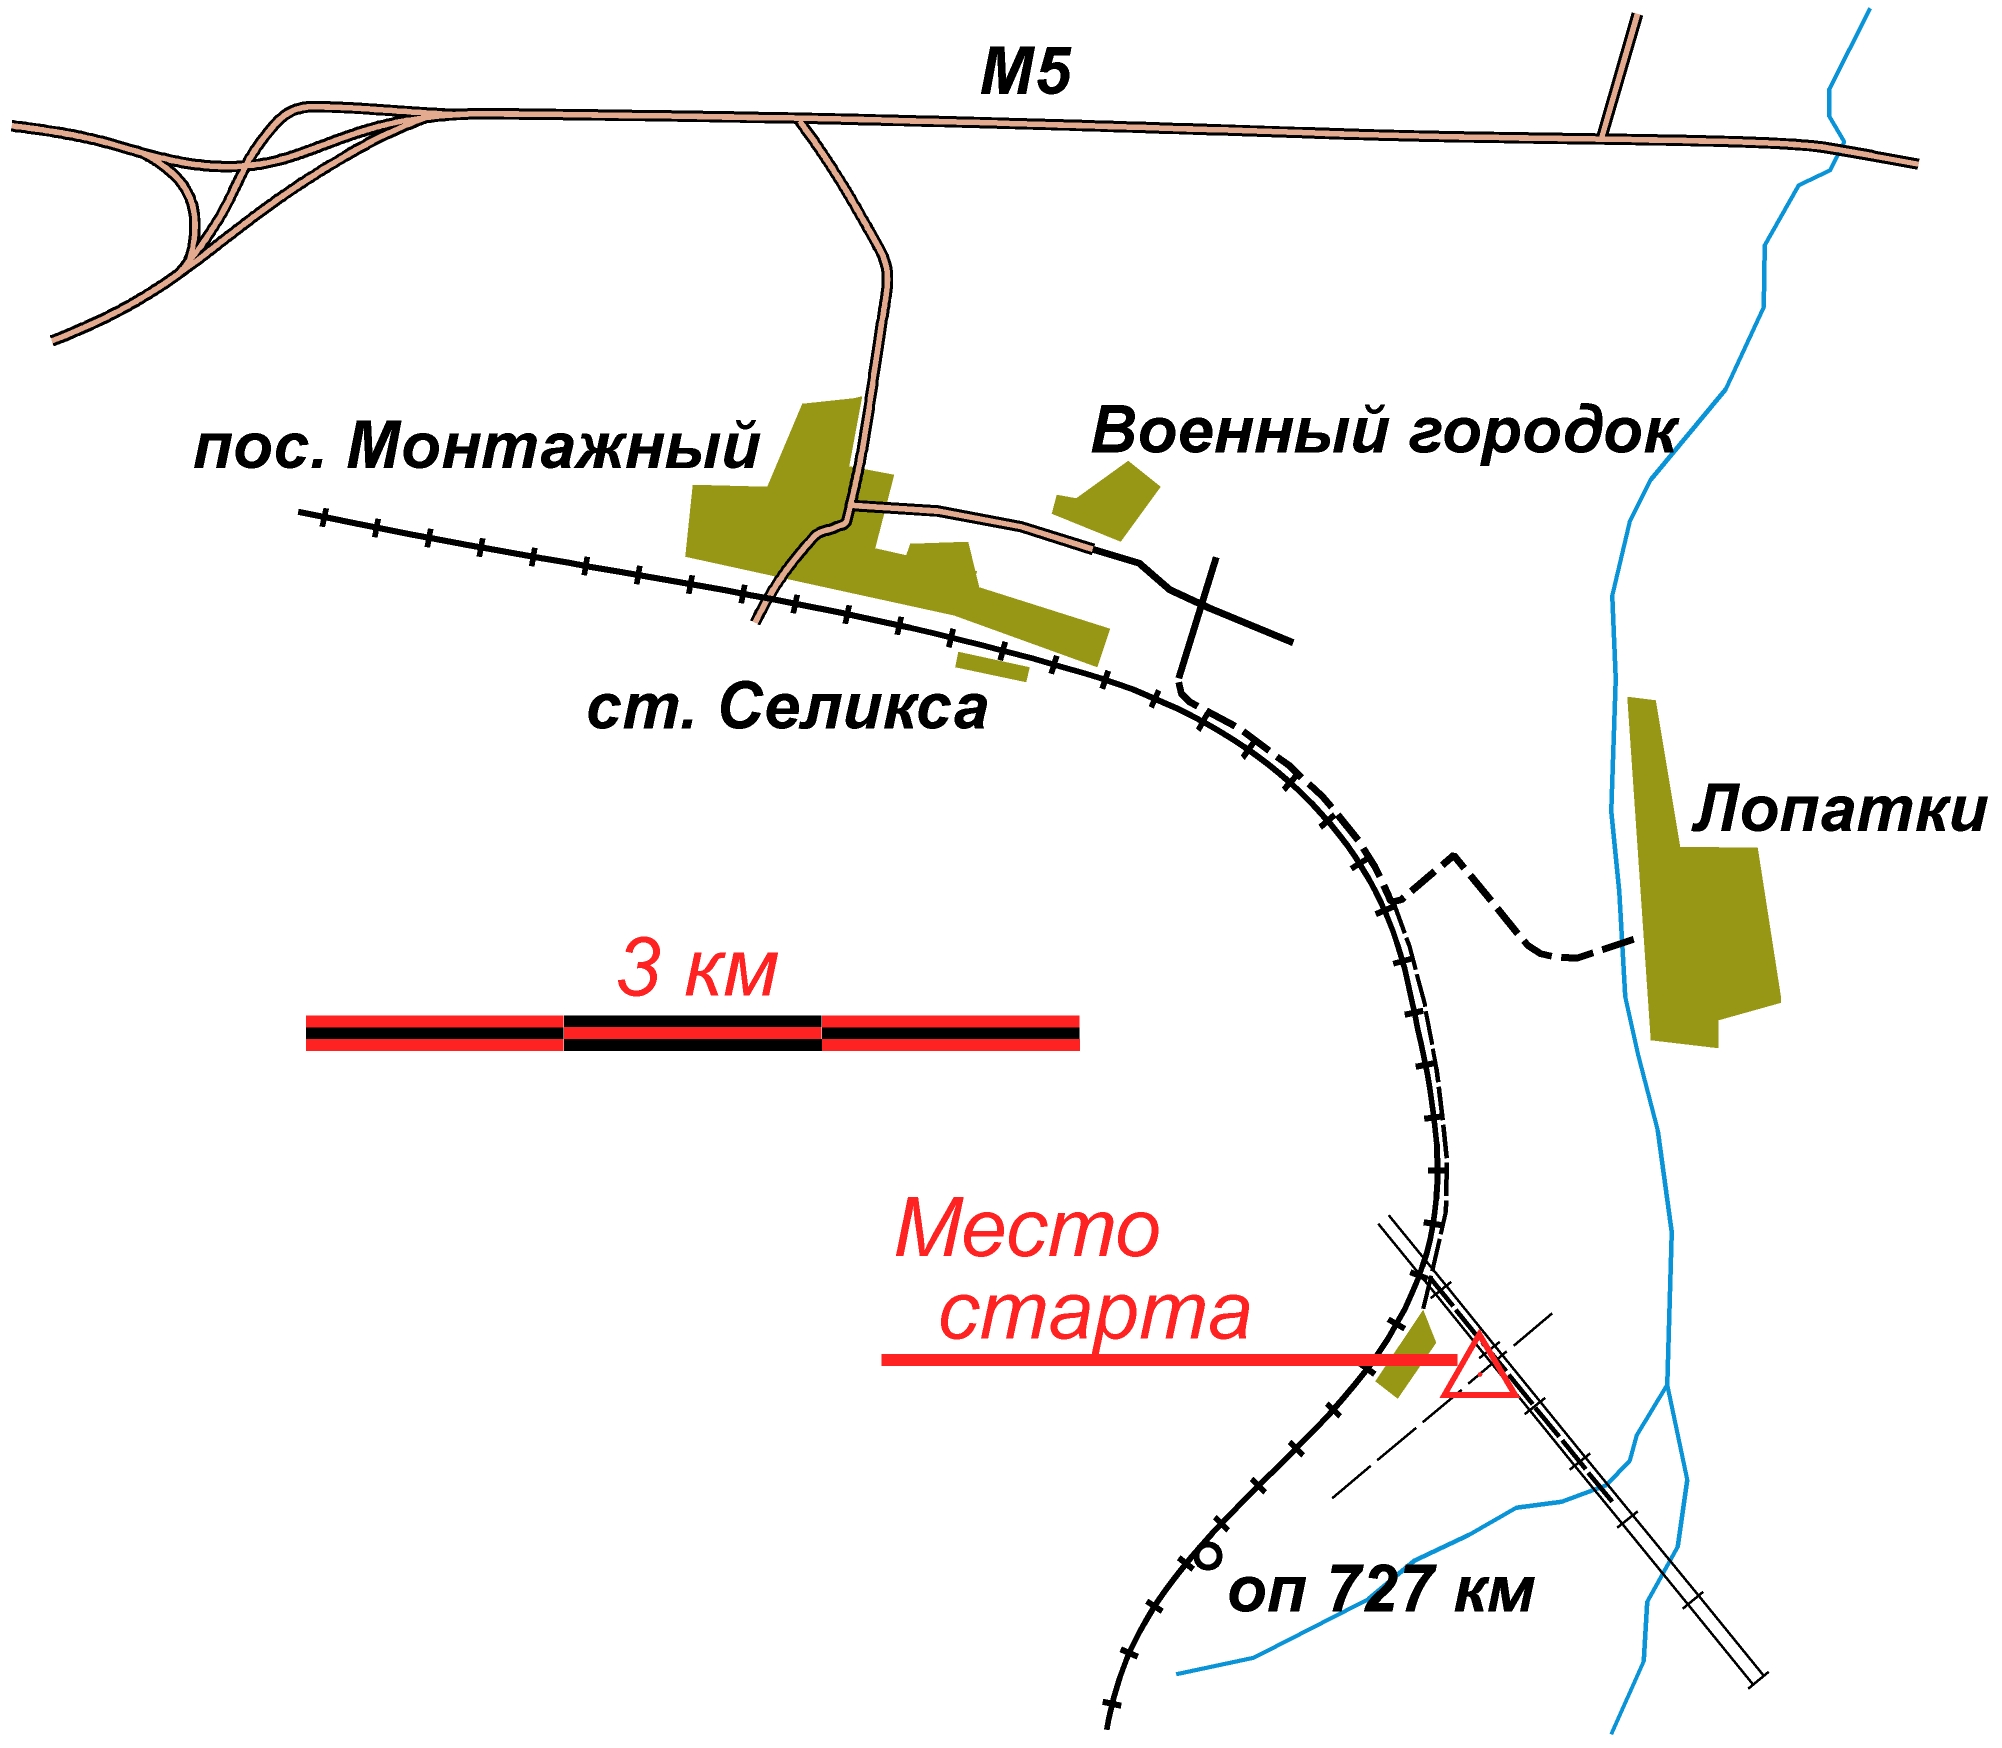 М5
пос. Монтажный
Военный городок
ст. Селикса
Лопатки
3 км
Место
старта
оп 727 км